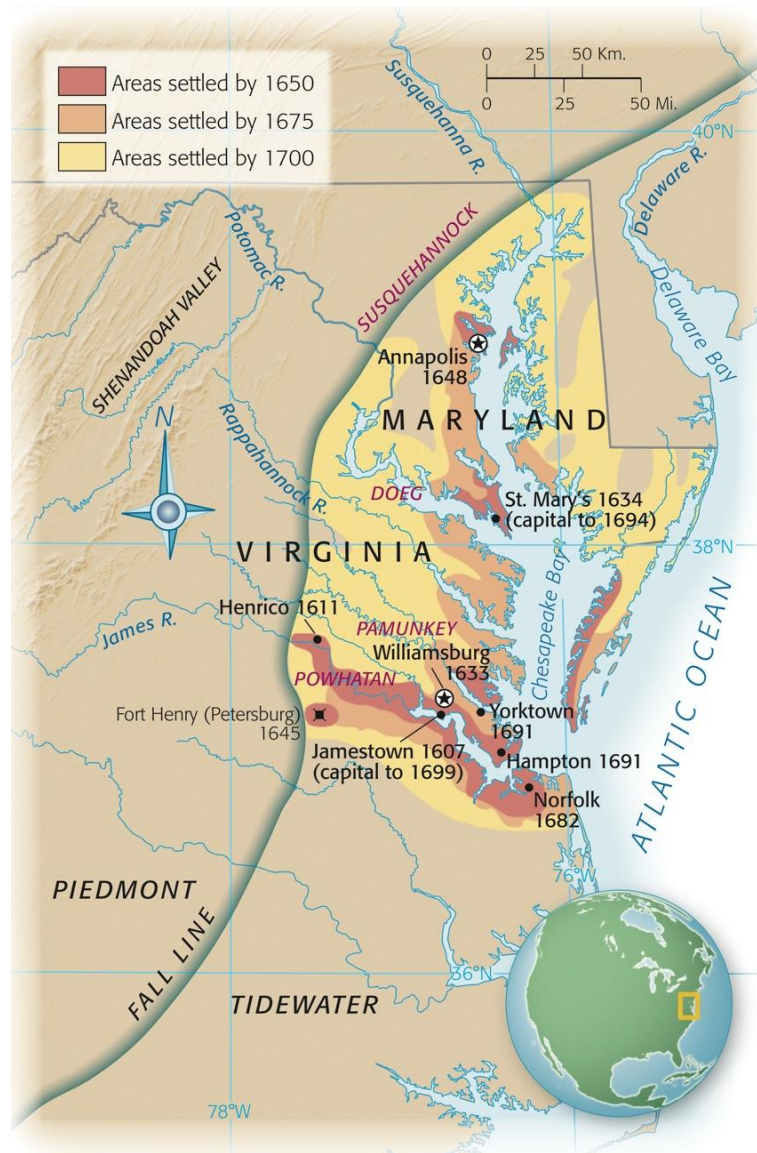 0 25 50 Km.
0 25 50 Mi.
Areas settled by 1650
Areas settled by 1675
Areas settled by 1700
Susquehanna R.
40°N
Delaware R.
Potomac R.
SUSQUEHANNOCK
Delaware Bay
SHENANDOAH VALLEY
Annapolis
1648
MARYLAND
N
Rappahannock R.
DOEG
St. Mary's 1634
(capital to 1694)
VIRGINIA
38°N
Chesapeake Bay
Henrico 1611
James R.
PAMUNKEY
Williamsburg
1633
POWHATAN
Fort Henry (Petersburg)
1645
Yorktown
1691
Jamestown 1607
(capital to 1699)
Hampton 1691
Norfolk
1682
ATLANTIC OCEAN
76°W
PIEDMONT
FALL LINE
36°N
TIDEWATER
78°W